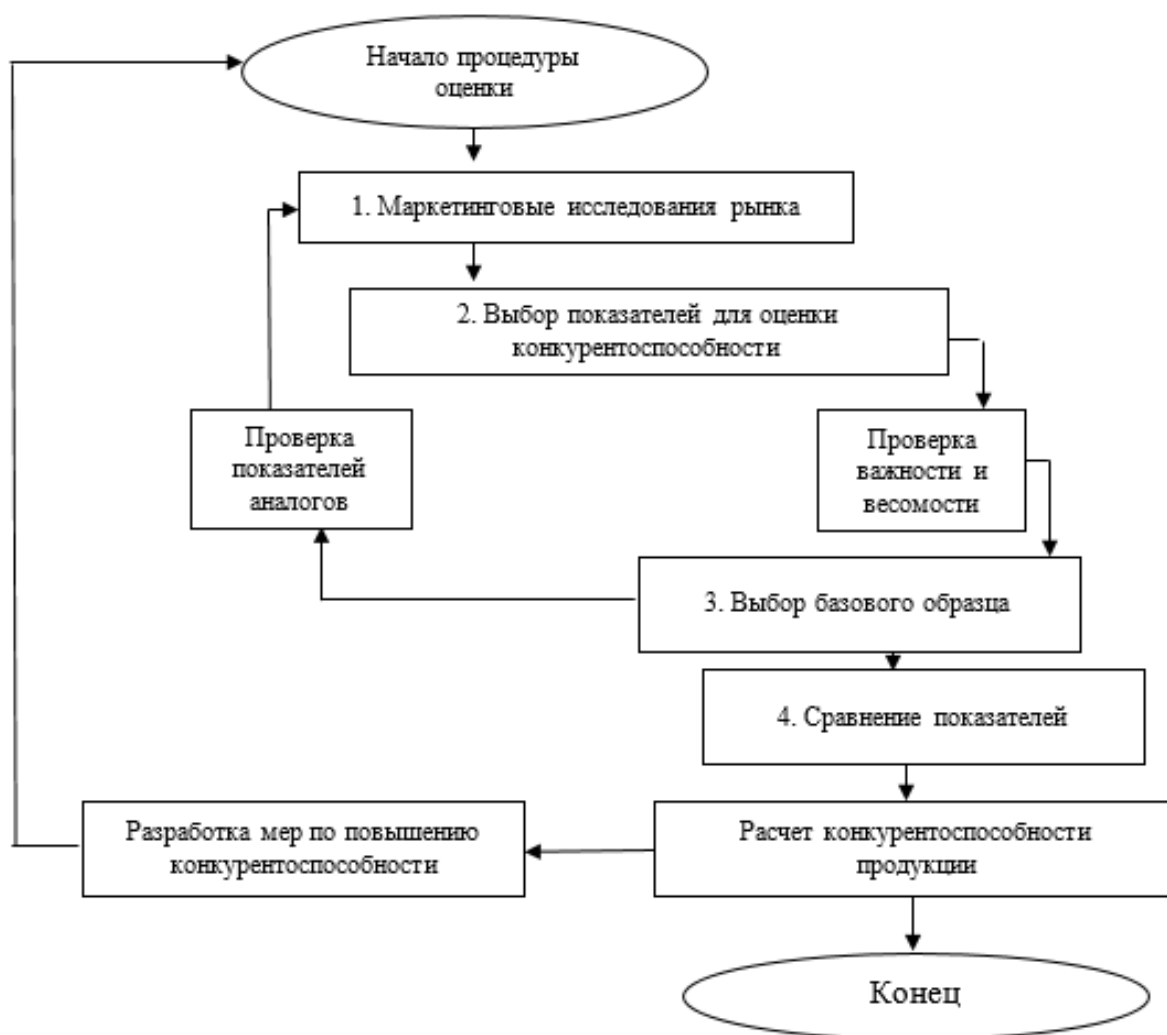 Начало процедуры
оценки
1. Маркетинговые исследования рынка
2. Выбор показателей для оценки
конкурентоспособности
Проверка
показателей
аналогов
Проверка
важности и
весомости
3. Выбор базового образца
4. Сравнение показателей
Разработка мер по повышению
конкурентоспособности
Расчет конкурентоспособности
продукции
Конец